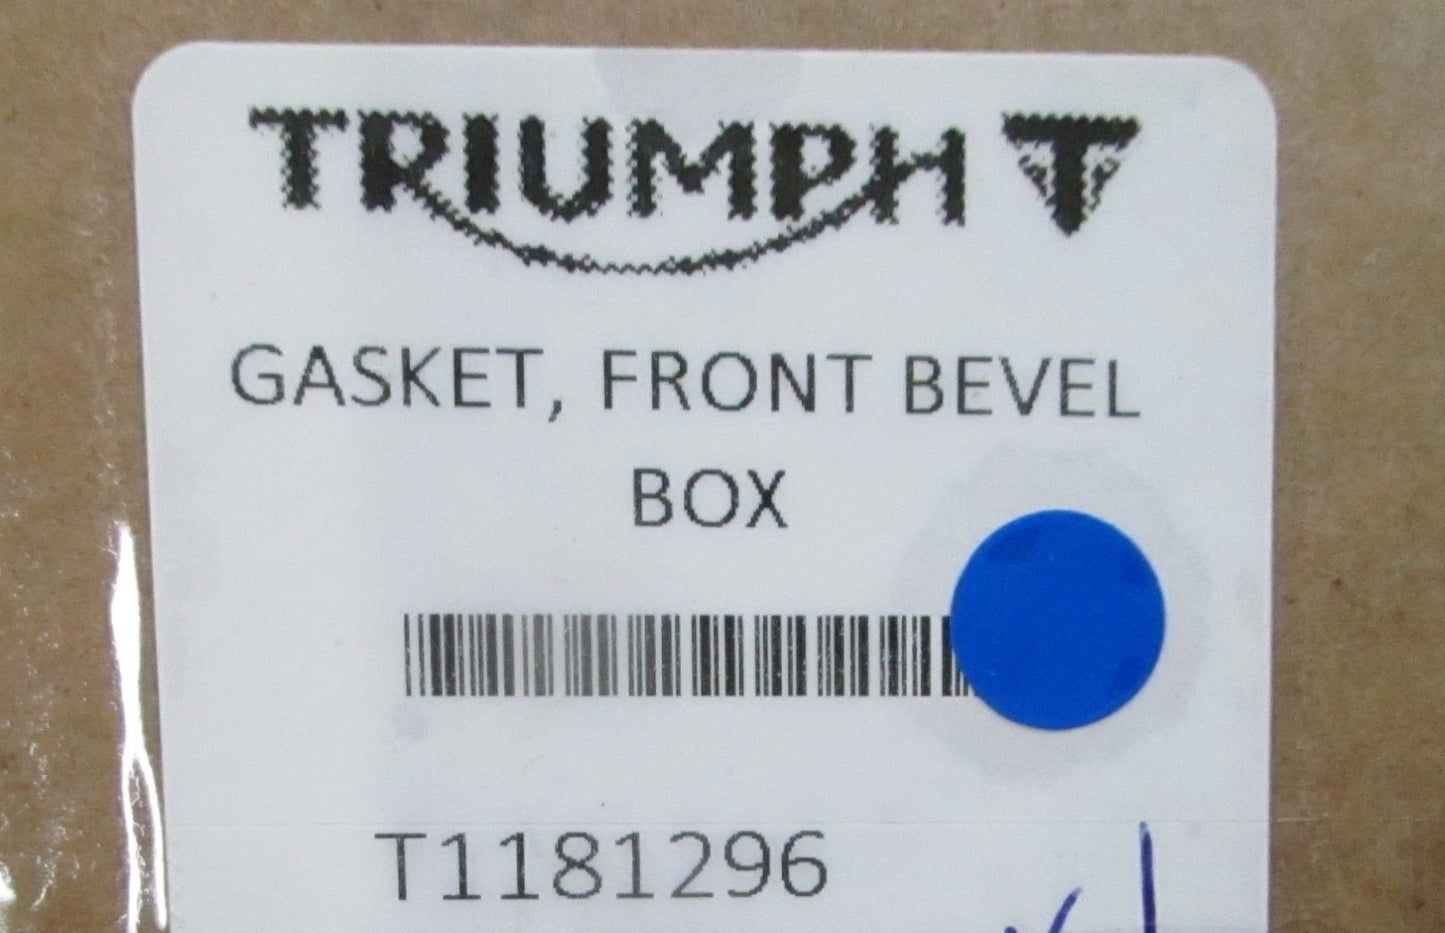 TRIUMPH T
GASKET, FRONT BEVEL
BOX
T1181296